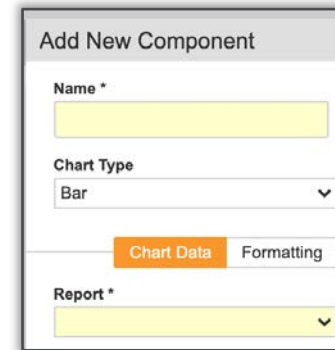 Add New Component
Name *
Chart Type
Bar
Chart Data Formatting
Report *